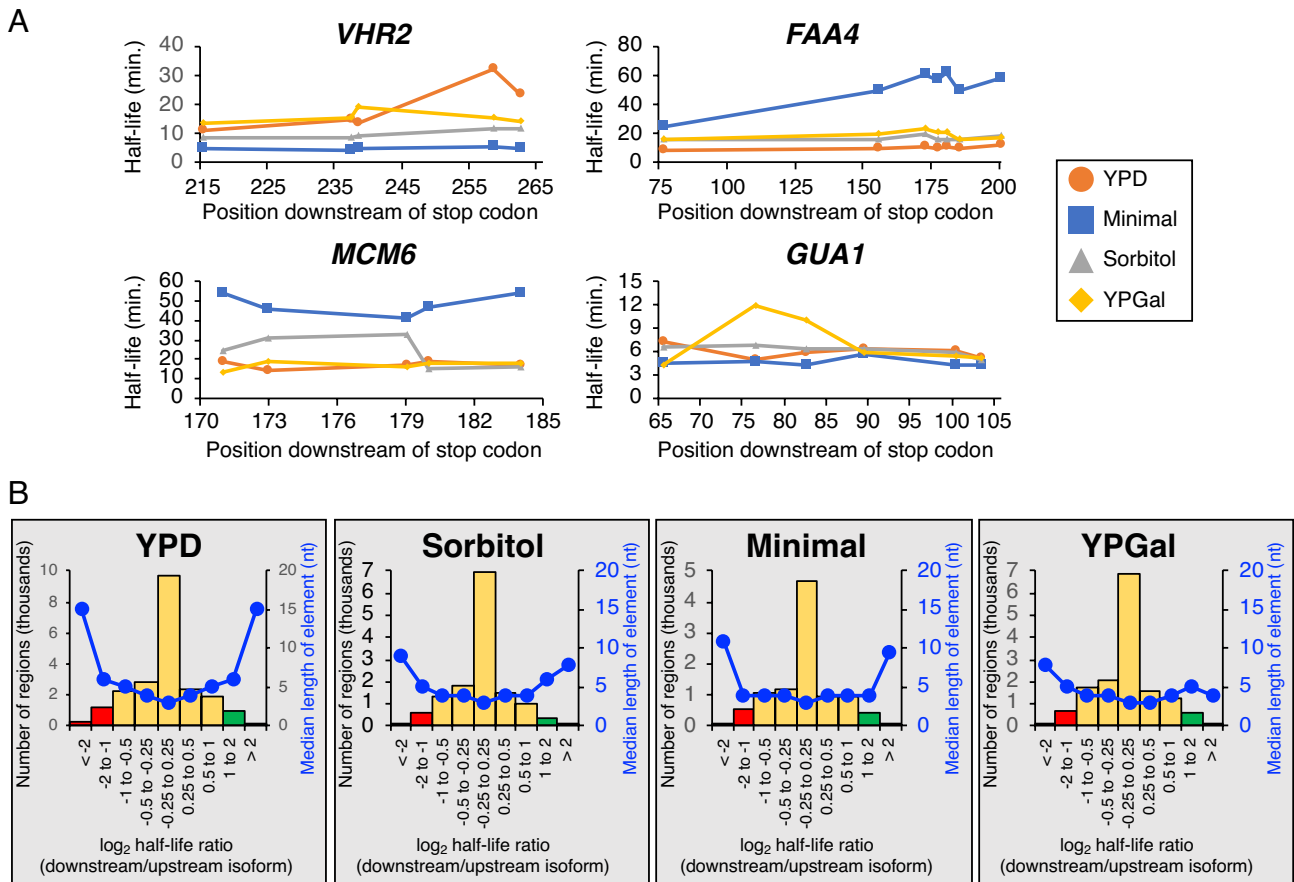 A
VHR2
Half-life (min.)
40
30
20
10
0
215 225 235 245 255 265
Position downstream of stop codon
FAA4
Half-life (min.)
80
60
40
20
0
75 100 125 150 175 200
Position downstream of stop codon
MCM6
Half-life (min.)
60
50
40
30
20
10
0
170 173 176 179 182 185
Position downstream of stop codon
GUA1
Half-life (min.)
15
12
9
6
3
0
65 70 75 80 85 90 95 100 105
Position downstream of stop codon
YPD
Minimal
Sorbitol
YPGal
B
YPD
Number of regions (thousands)
10
8
6
4
2
0
20
15
10
5
0
Median length of element (nt)
< -2
-2 to -1
-1 to -0.5
-0.5 to -0.25
-0.25 to 0.25
0.25 to 0.5
0.5 to 1
1 to 2
> 2
log2 half-life ratio
(downstream/upstream isoform)
Sorbitol
Number of regions (thousands)
7
6
5
4
3
2
1
0
20
15
10
5
0
Median length of element (nt)
< -2
-2 to -1
-1 to -0.5
-0.5 to -0.25
-0.25 to 0.25
0.25 to 0.5
0.5 to 1
1 to 2
> 2
log2 half-life ratio
(downstream/upstream isoform)
Minimal
Number of regions (thousands)
5
4
3
2
1
0
20
15
10
5
0
Median length of element (nt)
< -2
-2 to -1
-1 to -0.5
-0.5 to -0.25
-0.25 to 0.25
0.25 to 0.5
0.5 to 1
1 to 2
> 2
log2 half-life ratio
(downstream/upstream isoform)
YPGal
Number of regions (thousands)
7
6
5
4
3
2
1
0
20
15
10
5
0
Median length of element (nt)
< -2
-2 to -1
-1 to -0.5
-0.5 to -0.25
-0.25 to 0.25
0.25 to 0.5
0.5 to 1
1 to 2
> 2
log2 half-life ratio
(downstream/upstream isoform)